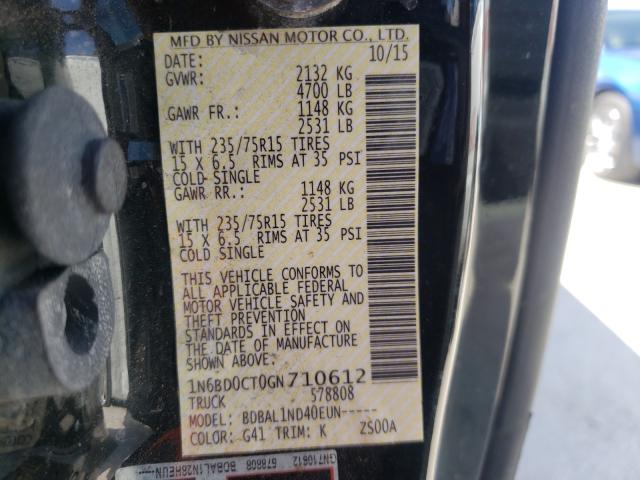 MFD BY NISSAN MOTOR CO., LTD.
DATE: 10/15
GVWR: 2132 KG
4700 LB
GAWR FR.: 1148 KG
2531 LB
WITH 235/75R15 TIRES
15 X 6.5 RIMS AT 35 PSI
COLD SINGLE
GAWR RR.: 1148 KG
2531 LB
WITH 235/75R15 TIRES
15 X 6.5 RIMS AT 35 PSI
COLD SINGLE
THIS VEHICLE CONFORMS TO
ALL APPLICABLE FEDERAL
MOTOR VEHICLE SAFETY AND
THEFT PREVENTION
STANDARDS IN EFFECT ON
THE DATE OF MANUFACTURE
SHOWN ABOVE:
1N6BD0CT0GN710612
TRUCK 578808
MODEL: BDBAL1ND40EUN-----
COLOR: G41 TRIM: K ZS00A
GN710612 578808 BCBAL1N28HEUN-----